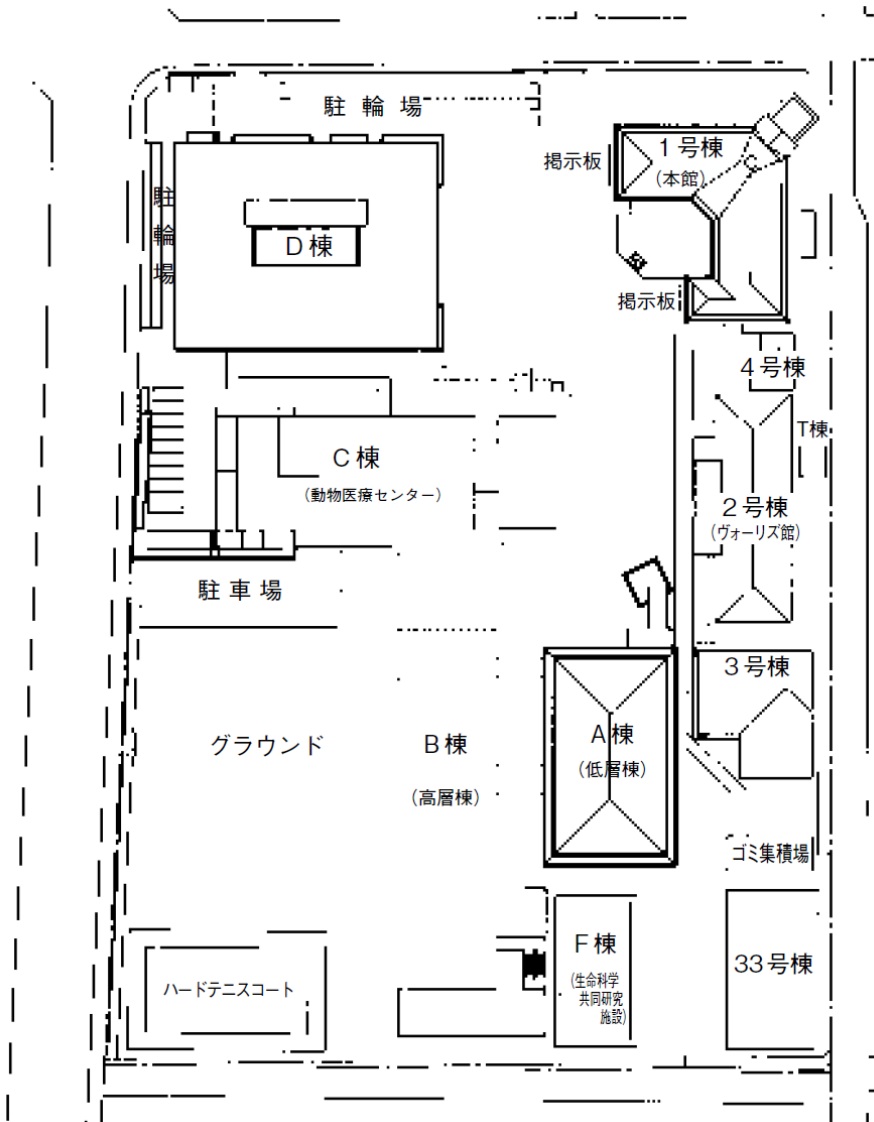 駐輪場
掲示板
1号棟
(本館)
駐輪場
D棟
掲示板
4号棟
T棟
C棟
(動物医療センター)
2号棟
(ヴォーリズ館)
駐車場
3号棟
グラウンド
B棟
(高層棟)
A棟
(低層棟)
ゴミ集積場
ハードテニスコート
F棟
(生命科学
共同研究
施設)
33号棟